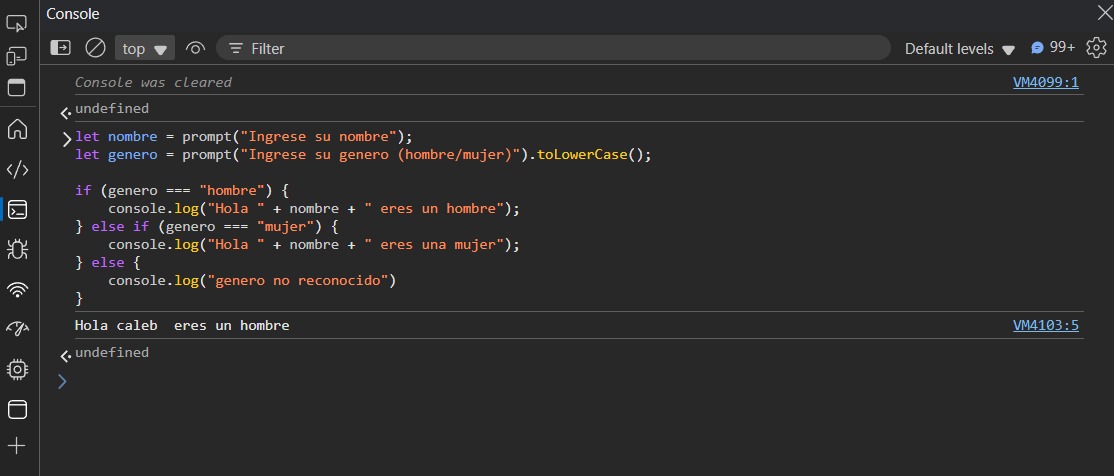 Console
top
Filter
Default levels
99+
Console was cleared
VM4099:1
undefined
let nombre = prompt("Ingrese su nombre");
let genero = prompt("Ingrese su genero (hombre/mujer)").toLowerCase();
if (genero === "hombre") {
    console.log("Hola " + nombre + " eres un hombre");
} else if (genero === "mujer") {
    console.log("Hola " + nombre + " eres una mujer");
} else {
    console.log("genero no reconocido")
}
Hola caleb  eres un hombre
VM4103:5
undefined